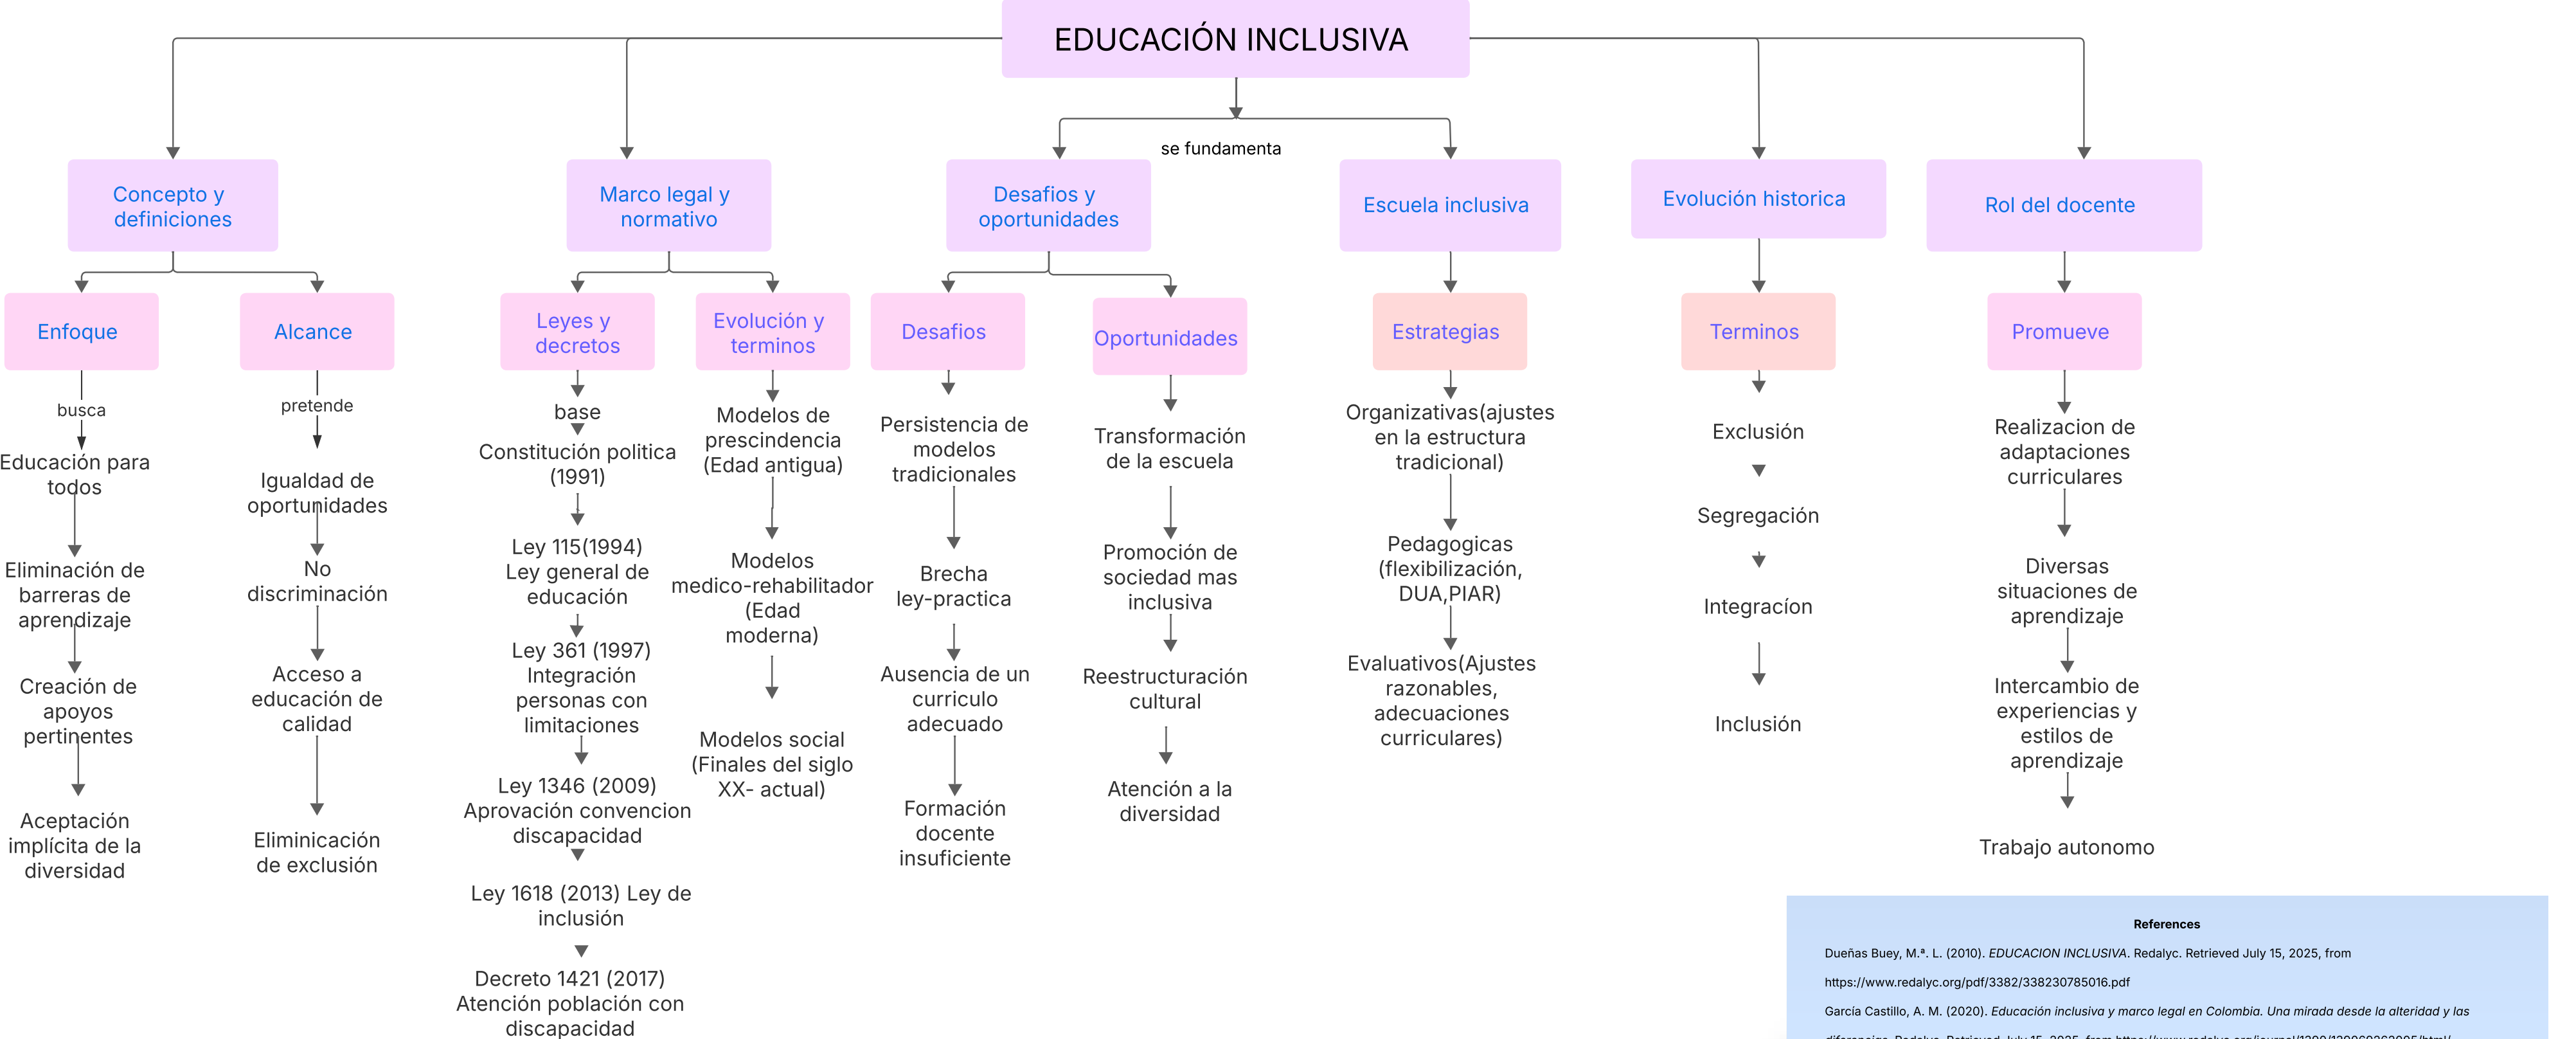 EDUCACIÓN INCLUSIVA
se fundamenta
Concepto y
definiciones
Marco legal y
normativo
Desafios y
oportunidades
Escuela inclusiva
Evolución historica
Rol del docente
Enfoque
busca
Educación para
todos
Eliminación de
barreras de
aprendizaje
Creación de
apoyos
pertinentes
Aceptación
implícita de la
diversidad
Alcance
pretende
Igualdad de
oportunidades
No
discriminación
Acceso a
educación de
calidad
Eliminicación
de exclusión
Leyes y
decretos
base
Constitución politica
(1991)
Ley 115(1994)
Ley general de
educación
Ley 361 (1997)
Integración
personas con
limitaciones
Ley 1346 (2009)
Aprovación convencion
discapacidad
Ley 1618 (2013) Ley de
inclusión
Decreto 1421 (2017)
Atención población con
discapacidad
Evolución y
terminos
Modelos de
prescindencia
(Edad antigua)
Modelos
medico-rehabilitador
(Edad
moderna)
Modelos social
(Finales del siglo
XX- actual)
Desafios
Persistencia de
modelos
tradicionales
Brecha
ley-practica
Ausencia de un
curriculo
adecuado
Formación
docente
insuficiente
Oportunidades
Transformación
de la escuela
Promoción de
sociedad mas
inclusiva
Reestructuración
cultural
Atención a la
diversidad
Estrategias
Organizativas(ajustes
en la estructura
tradicional)
Pedagogicas
(flexibilización,
DUA,PIAR)
Evaluativos(Ajustes
razonables,
adecuaciones
curriculares)
Terminos
Exclusión
Segregación
Integracíon
Inclusión
Promueve
Realizacion de
adaptaciones
curriculares
Diversas
situaciones de
aprendizaje
Intercambio de
experiencias y
estilos de
aprendizaje
Trabajo autonomo
References
Dueñas Buey, M.ª. L. (2010). EDUCACION INCLUSIVA. Redalyc. Retrieved July 15, 2025, from
https://www.redalyc.org/pdf/3382/338230785016.pdf
García Castillo, A. M. (2020). Educación inclusiva y marco legal en Colombia. Una mirada desde la alteridad y las